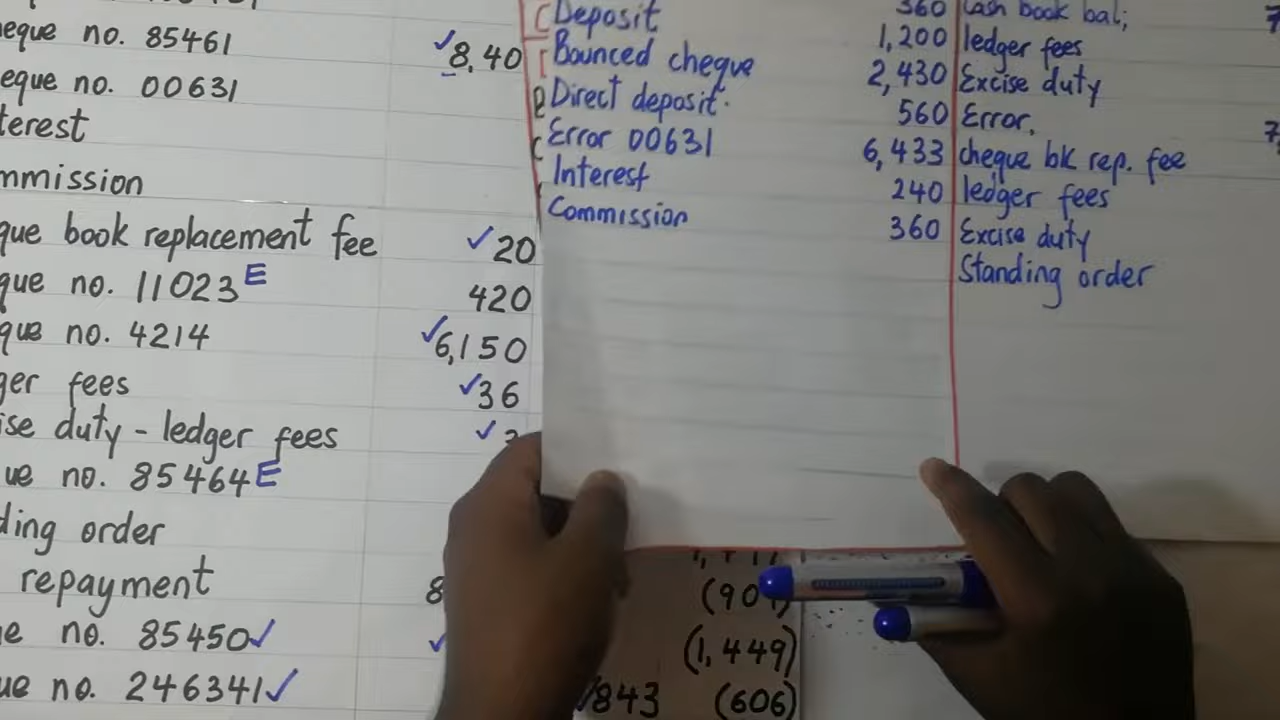 eque no. 85461 ✓8,40
eque no. 00631
terest
mmission
que book replacement fee ✓20
que no. 11023 E 420
que no. 4214 ✓6,150
ger fees ✓36
ise duty - ledger fees ✓
ue no. 85464 E
ding order
repayment 8
e no. 85450✓ ✓
ue no. 246341✓
Deposit 360 Cash book bal;
Bounced cheque 1,200 ledger fees
Direct deposit. 2,430 Excise duty
Error 00631 560 Error.
Interest 6,433 cheque bk rep. fee
Commission 240 ledger fees
360 Excise duty
Standing order
(1,449)
843 (606)